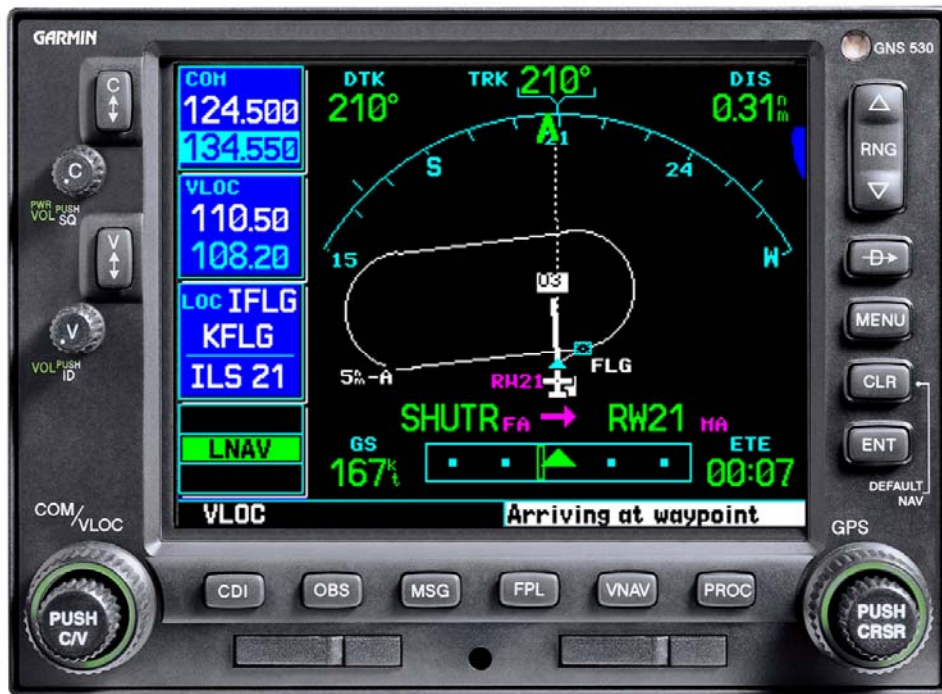 GARMIN
GNS 530
C
C
PWR
VOL
PUSH
SQ
V
V
VOL
PUSH
ID
COM
124.500
134.550
VLOC
110.50
108.20
LOC IFLG
KFLG
ILS 21
LNAV
DTK
210°
TRK 210°
DIS
0.31nm
S
21
24
15
W
03
5nm-A
FLG
RW21
SHUTR FA RW21 MA
GS
167kt
ETE
00:07
VLOC
Arriving at waypoint
RNG
D
MENU
CLR
ENT
DEFAULT
NAV
COM/VLOC
PUSH
C/V
CDI
OBS
MSG
FPL
VNAV
PROC
GPS
PUSH
CRSR